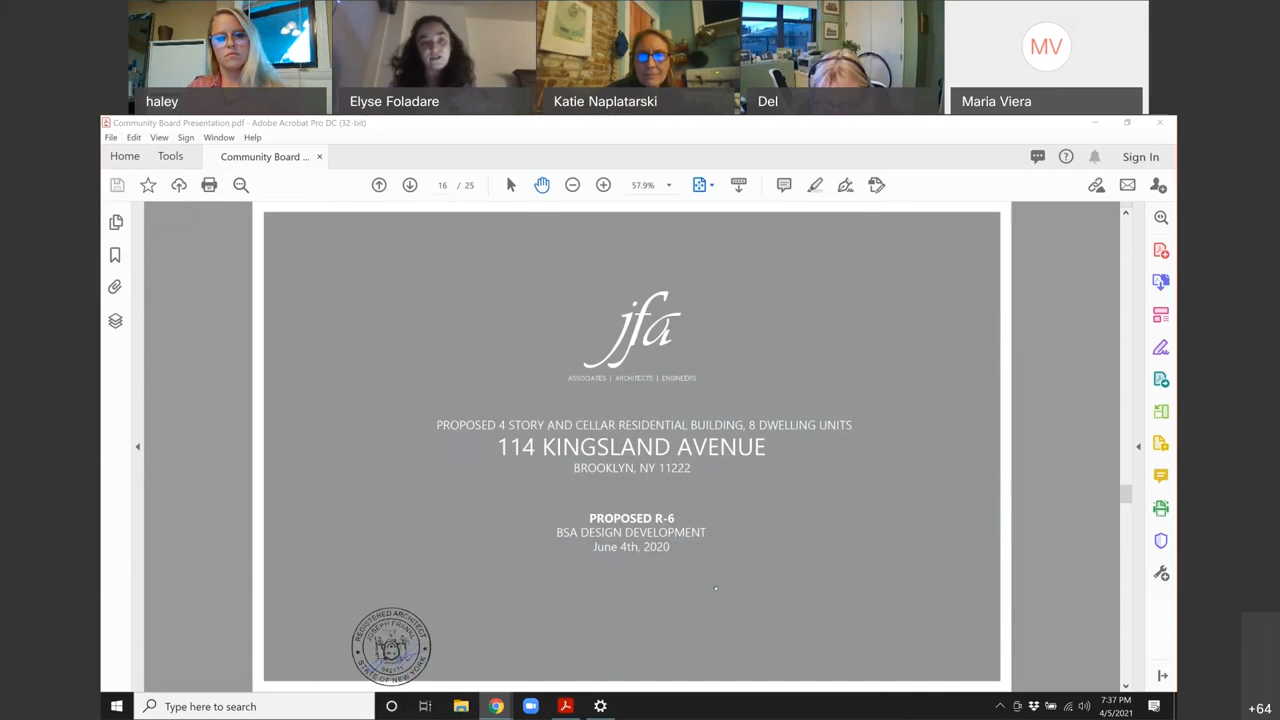 MV
haley
Elyse Foladare
Katie Naplatarski
Del
Maria Viera
Community Board Presentation.pdf - Adobe Acrobat Pro DC (32-bit)
File Edit View Sign Window Help
Home Tools Community Board ... × Sign In
16 / 25 57.9%
jfa
ASSOCIATES | ARCHITECTS | ENGINEERS
PROPOSED 4 STORY AND CELLAR RESIDENTIAL BUILDING, 8 DWELLING UNITS
114 KINGSLAND AVENUE
BROOKLYN, NY 11222
PROPOSED R-6
BSA DESIGN DEVELOPMENT
June 4th, 2020
REGISTERED ARCHITECT
STATE OF NEW YORK
Type here to search
7:37 PM
4/5/2021
+64